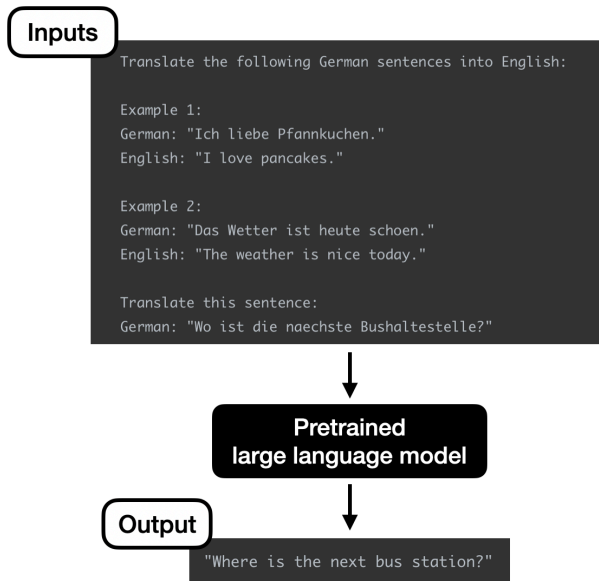 Inputs
Translate the following German sentences into English:
Example 1:
German: "Ich liebe Pfannkuchen."
English: "I love pancakes."
Example 2:
German: "Das Wetter ist heute schoen."
English: "The weather is nice today."
Translate this sentence:
German: "Wo ist die naechste Bushaltestelle?"
Pretrained
large language model
Output
"Where is the next bus station?"